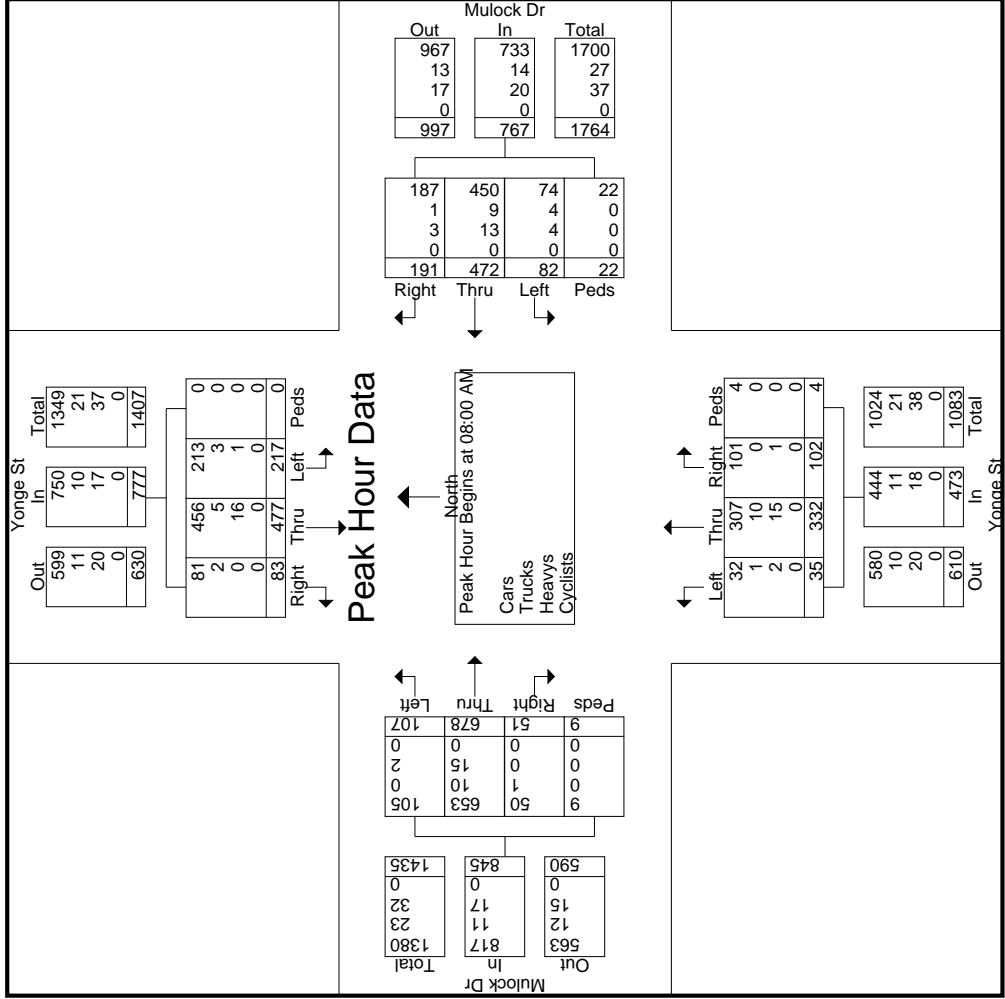 Mulock Dr
Out In Total
967 733 1700
13 14 27
17 20 37
0 0 0
997 767 1764
187 450 74 22
1 9 4 0
3 13 4 0
0 0 0 0
191 472 82 22
Right Thru Left Peds
Yonge St
Out In Total
599 750 1349
11 10 21
20 17 37
0 0 0
630 777 1407
81 456 213 0
2 5 3 0
0 16 1 0
0 0 0 0
83 477 217 0
Right Thru Left Peds
Peak Hour Data
North
Peak Hour Begins at 08:00 AM
Cars
Trucks
Heavys
Cyclists
Left Thru Right Peds
32 307 101 4
1 10 0 0
2 15 1 0
0 0 0 0
35 332 102 4
580 444 1024
10 11 21
20 18 38
0 0 0
610 473 1083
Out In Total
Yonge St
Left Thru Right Peds
107 678 51 9
0 0 0 0
2 15 0 0
0 10 1 0
105 653 50 9
1435 845 590
0 0 0
32 17 15
23 11 12
1380 817 563
Total In Out
Mulock Dr